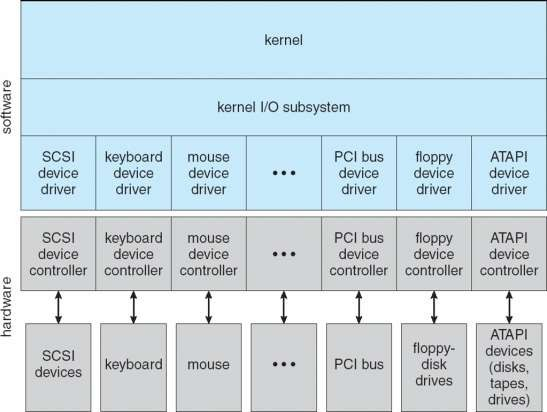 software
kernel
kernel I/O subsystem
SCSI
device
driver
keyboard
device
driver
mouse
device
driver
•••
PCI bus
device
driver
floppy
device
driver
ATAPI
device
driver
hardware
SCSI
device
controller
keyboard
device
controller
mouse
device
controller
•••
PCI bus
device
controller
floppy
device
controller
ATAPI
device
controller
SCSI
devices
keyboard
mouse
•••
PCI bus
floppy-
disk
drives
ATAPI
devices
(disks,
tapes,
drives)